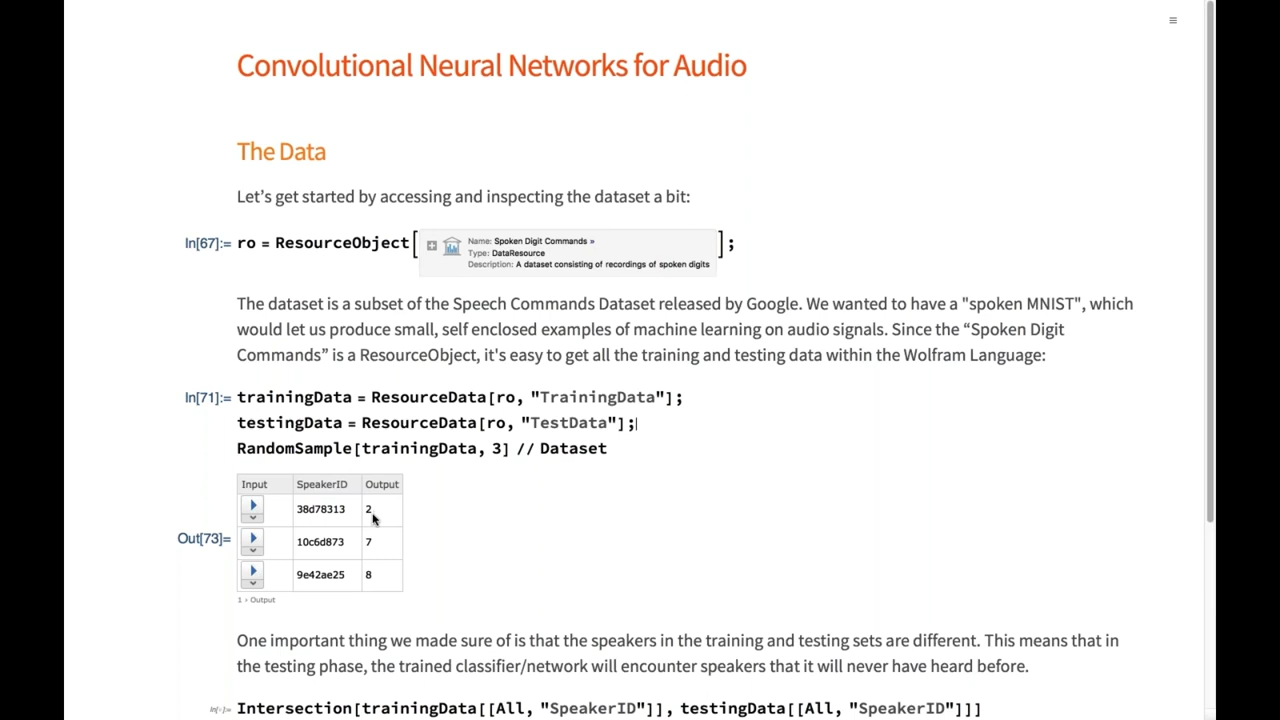 Convolutional Neural Networks for Audio
The Data
Let's get started by accessing and inspecting the dataset a bit:
In[67]:= ro = ResourceObject[ Name: Spoken Digit Commands »
Type: DataResource
Description: A dataset consisting of recordings of spoken digits ];
The dataset is a subset of the Speech Commands Dataset released by Google. We wanted to have a "spoken MNIST", which
would let us produce small, self enclosed examples of machine learning on audio signals. Since the “Spoken Digit
Commands” is a ResourceObject, it's easy to get all the training and testing data within the Wolfram Language:
In[71]:= trainingData = ResourceData[ro, "TrainingData"];
testingData = ResourceData[ro, "TestData"];
RandomSample[trainingData, 3] // Dataset
Input SpeakerID Output
38d78313 2
Out[73]= 10c6d873 7
9e42ae25 8
1 › Output
One important thing we made sure of is that the speakers in the training and testing sets are different. This means that in
the testing phase, the trained classifier/network will encounter speakers that it will never have heard before.
In[•]:= Intersection[trainingData[[All, "SpeakerID"]], testingData[[All, "SpeakerID"]]]